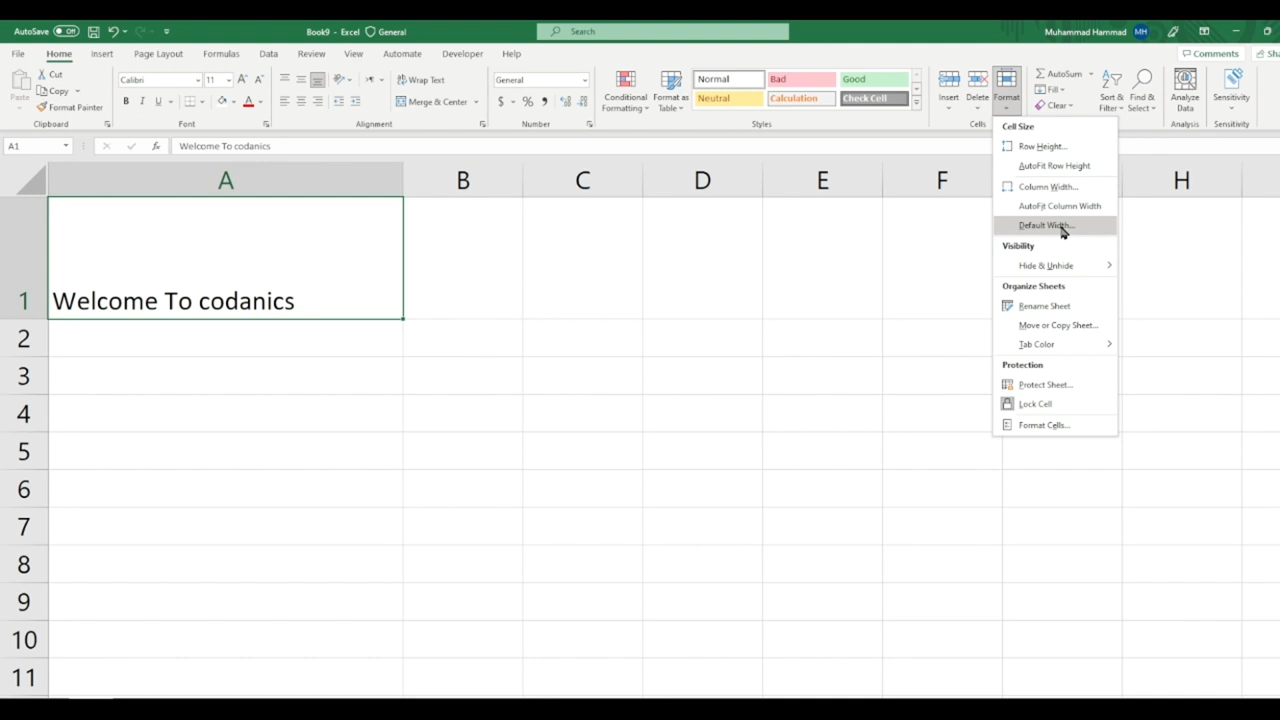 AutoSave Off Book9 - Excel General Search Muhammad Hammad MH
File Home Insert Page Layout Formulas Data Review View Automate Developer Help Comments Sha
Paste Cut Copy Format Painter Clipboard
Calibri 11 A A B I U A Font
Wrap Text Merge & Center Alignment
General $ % , Number
Conditional Formatting Format as Table Normal Bad Good Neutral Calculation Check Cell Styles
Insert Delete Format Cells
AutoSum Fill Clear Sort & Filter Find & Select
Analyze Data Analysis
Sensitivity Sensitivity
A1 fx Welcome To codanics
A B C D E F H
1 Welcome To codanics
2
3
4
5
6
7
8
9
10
11
Cell Size
Row Height...
AutoFit Row Height
Column Width...
AutoFit Column Width
Default Width...
Visibility
Hide & Unhide
Organize Sheets
Rename Sheet
Move or Copy Sheet...
Tab Color
Protection
Protect Sheet...
Lock Cell
Format Cells...